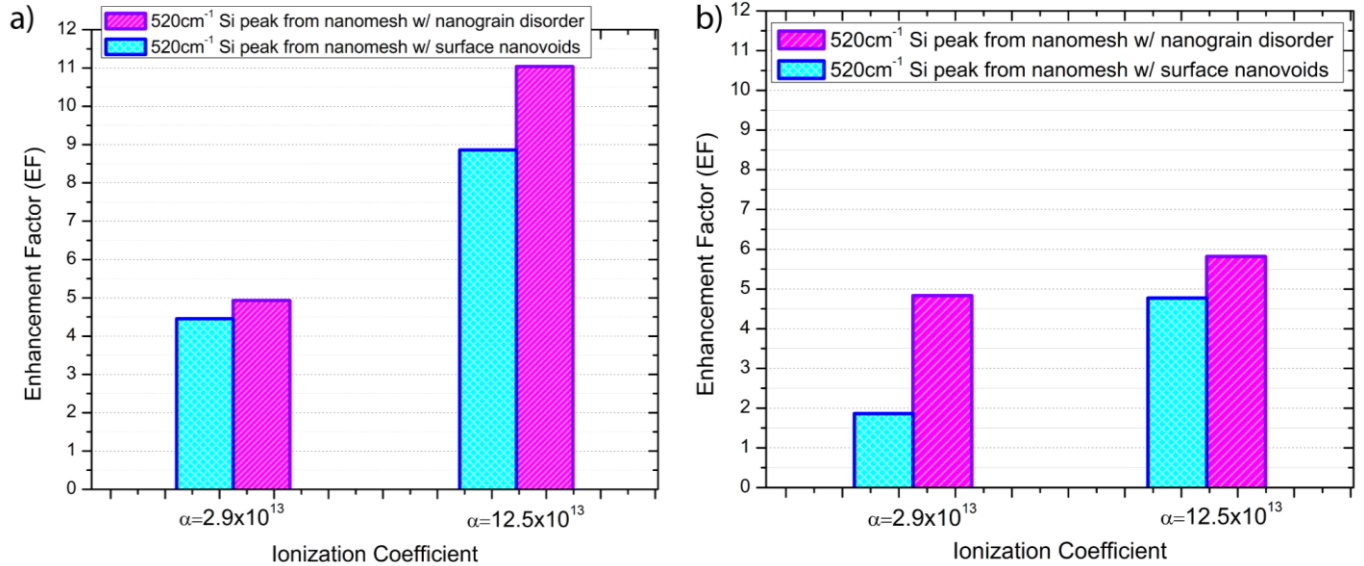 a)
520cm⁻¹ Si peak from nanomesh w/ nanograin disorder
520cm⁻¹ Si peak from nanomesh w/ surface nanovoids
12
11
10
9
8
7
6
5
4
3
2
1
0
Enhancement Factor (EF)
α=2.9x10¹³
α=12.5x10¹³
Ionization Coefficient
b)
520cm⁻¹ Si peak from nanomesh w/ nanograin disorder
520cm⁻¹ Si peak from nanomesh w/ surface nanovoids
12
11
10
9
8
7
6
5
4
3
2
1
0
Enhancement Factor (EF)
α=2.9x10¹³
α=12.5x10¹³
Ionization Coefficient